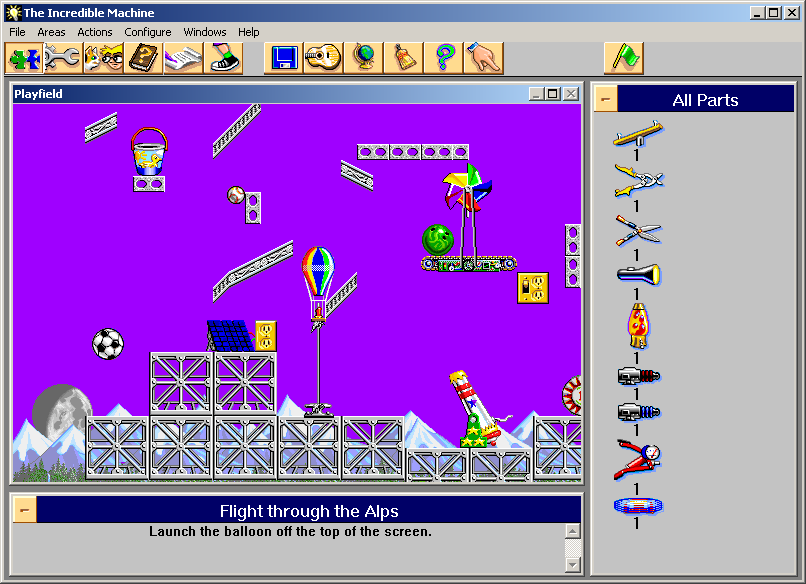 The Incredible Machine
File Areas Actions Configure Windows Help
Playfield
All Parts
1
1
1
1
1
1
1
1
1
Flight through the Alps
Launch the balloon off the top of the screen.